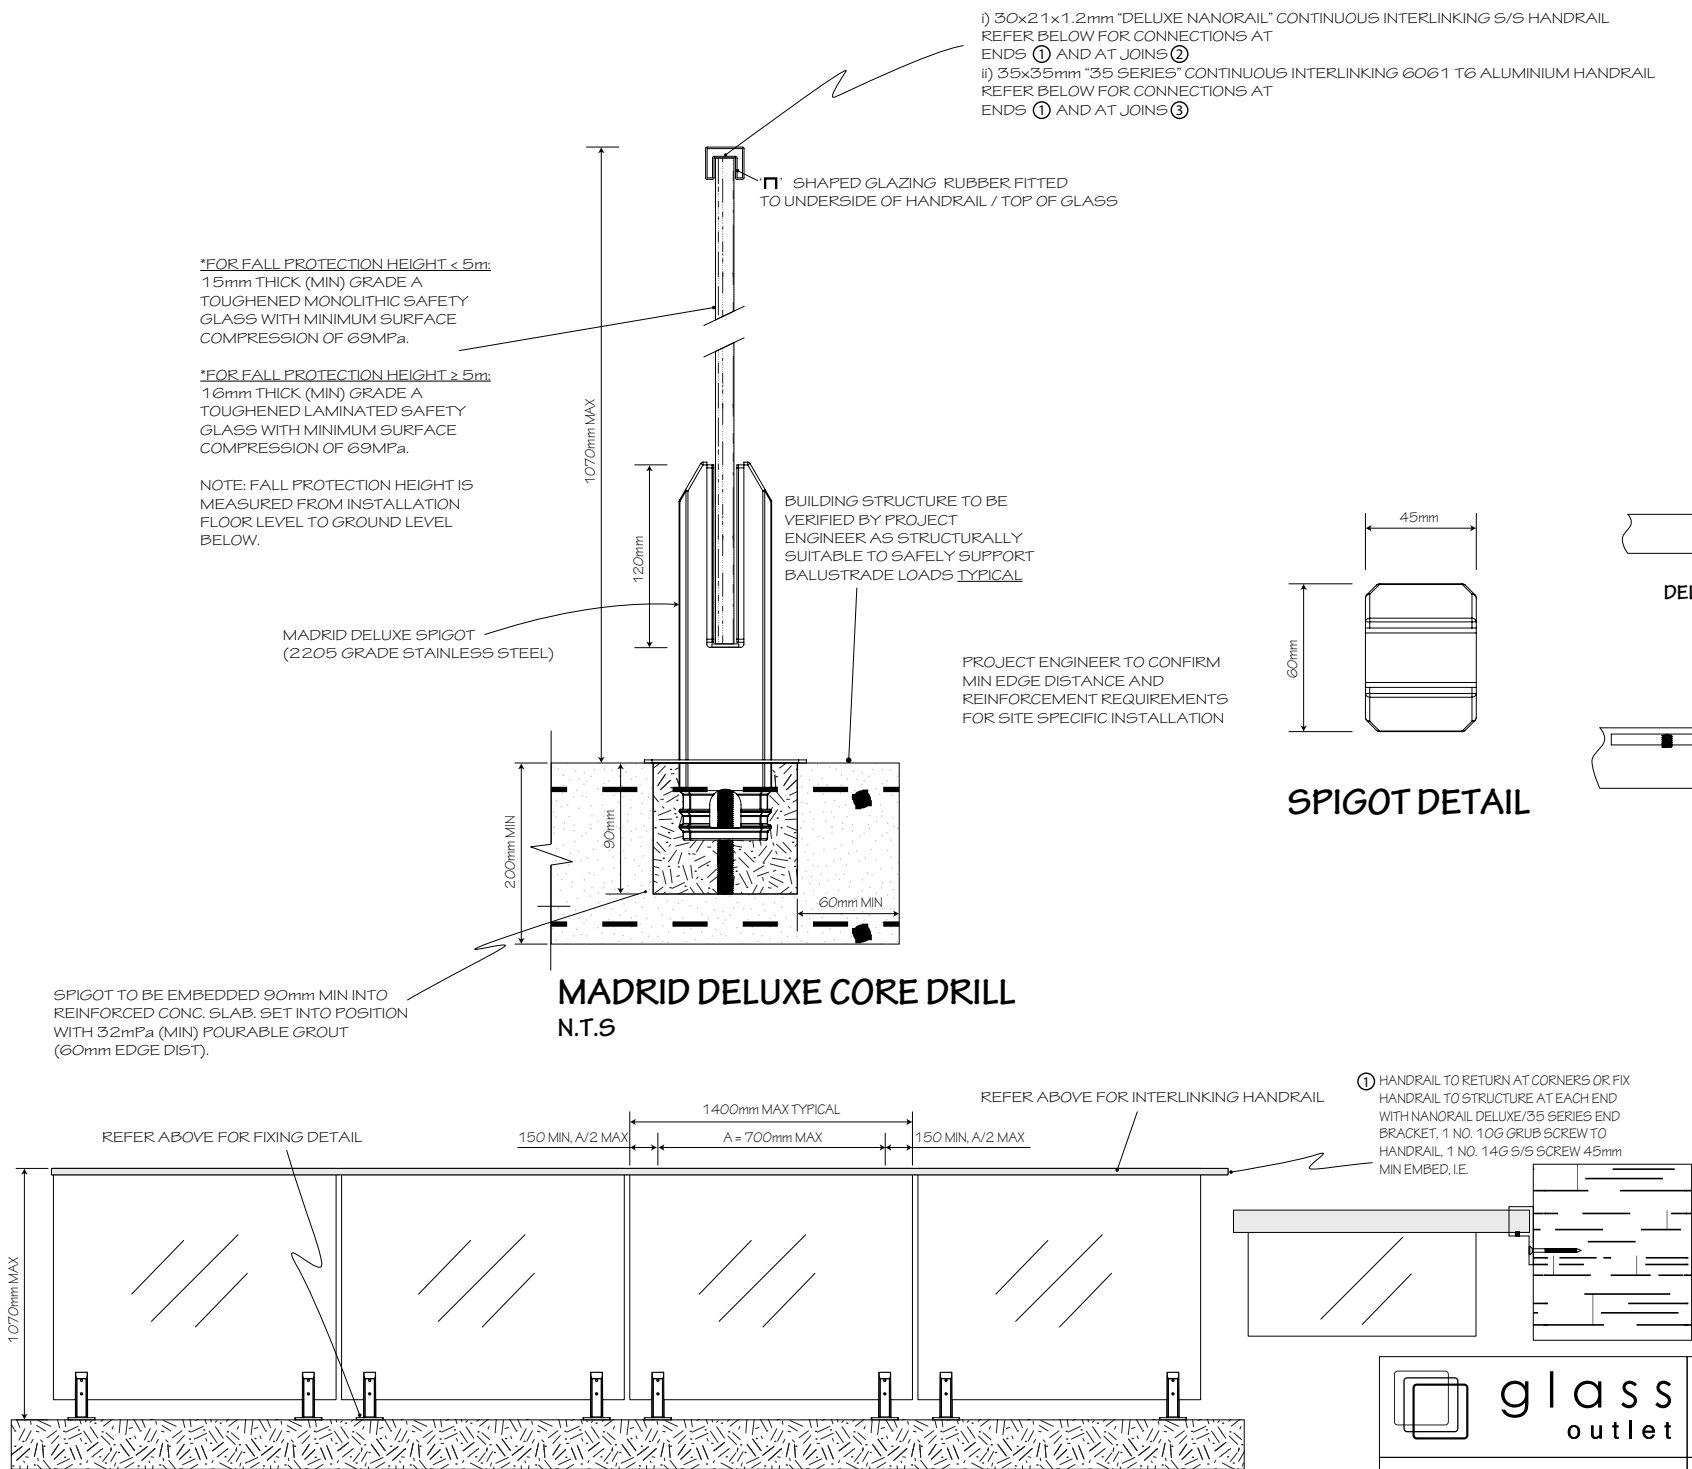 i) 30x21x1.2mm "DELUXE NANORAIL" CONTINUOUS INTERLINKING S/S HANDRAIL
REFER BELOW FOR CONNECTIONS AT
ENDS ① AND AT JOINS ②
ii) 35x35mm "35 SERIES" CONTINUOUS INTERLINKING 6061 T6 ALUMINIUM HANDRAIL
REFER BELOW FOR CONNECTIONS AT
ENDS ① AND AT JOINS ③
SHAPED GLAZING RUBBER FITTED
TO UNDERSIDE OF HANDRAIL / TOP OF GLASS
*FOR FALL PROTECTION HEIGHT < 5m:
15mm THICK (MIN) GRADE A
TOUGHENED MONOLITHIC SAFETY
GLASS WITH MINIMUM SURFACE
COMPRESSION OF 69MPa.
*FOR FALL PROTECTION HEIGHT ≥ 5m:
16mm THICK (MIN) GRADE A
TOUGHENED LAMINATED SAFETY
GLASS WITH MINIMUM SURFACE
COMPRESSION OF 69MPa.
NOTE: FALL PROTECTION HEIGHT IS
MEASURED FROM INSTALLATION
FLOOR LEVEL TO GROUND LEVEL
BELOW.
1070mm MAX
120mm
BUILDING STRUCTURE TO BE
VERIFIED BY PROJECT
ENGINEER AS STRUCTURALLY
SUITABLE TO SAFELY SUPPORT
BALUSTRADE LOADS TYPICAL
MADRID DELUXE SPIGOT
(2205 GRADE STAINLESS STEEL)
PROJECT ENGINEER TO CONFIRM
MIN EDGE DISTANCE AND
REINFORCEMENT REQUIREMENTS
FOR SITE SPECIFIC INSTALLATION
45mm
60mm
SPIGOT DETAIL
200mm MIN
90mm
60mm MIN
MADRID DELUXE CORE DRILL
N.T.S
SPIGOT TO BE EMBEDDED 90mm MIN INTO
REINFORCED CONC. SLAB. SET INTO POSITION
WITH 32mPa (MIN) POURABLE GROUT
(60mm EDGE DIST).
REFER ABOVE FOR FIXING DETAIL
1400mm MAX TYPICAL
150 MIN, A/2 MAX
A = 700mm MAX
150 MIN, A/2 MAX
REFER ABOVE FOR INTERLINKING HANDRAIL
① HANDRAIL TO RETURN AT CORNERS OR FIX
HANDRAIL TO STRUCTURE AT EACH END
WITH NANORAIL DELUXE/35 SERIES END
BRACKET, 1 NO. 10G GRUB SCREW TO
HANDRAIL, 1 NO. 14G S/S SCREW 45mm
MIN EMBED, I.E.
1070mm MAX
glass
outlet